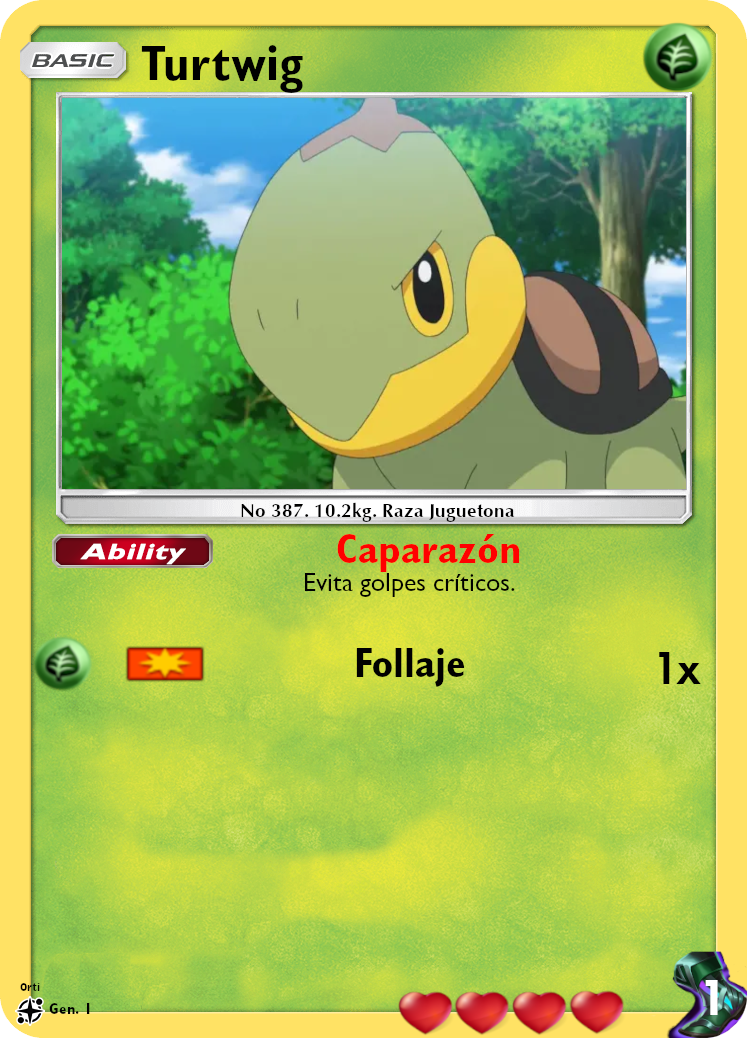 BASIC Turtwig
No 387. 10.2kg. Raza Juguetona
Ability Caparazón
Evita golpes críticos.
Follaje 1x
Orti
Gen. 1
1